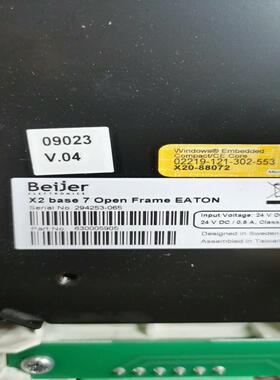 09023
V.04
Windows® Embedded
Compact/CE Core
02219-121-302-553
X20-88072
Beijer
ELECTRONICS
X2 base 7 Open Frame EATON
Serial No. 294253-065
Part No. 630005905
Input Voltage: 24 V DC
24 V DC / 0,8 A, Class
Designed in Sweden
Assembled in Taiwan